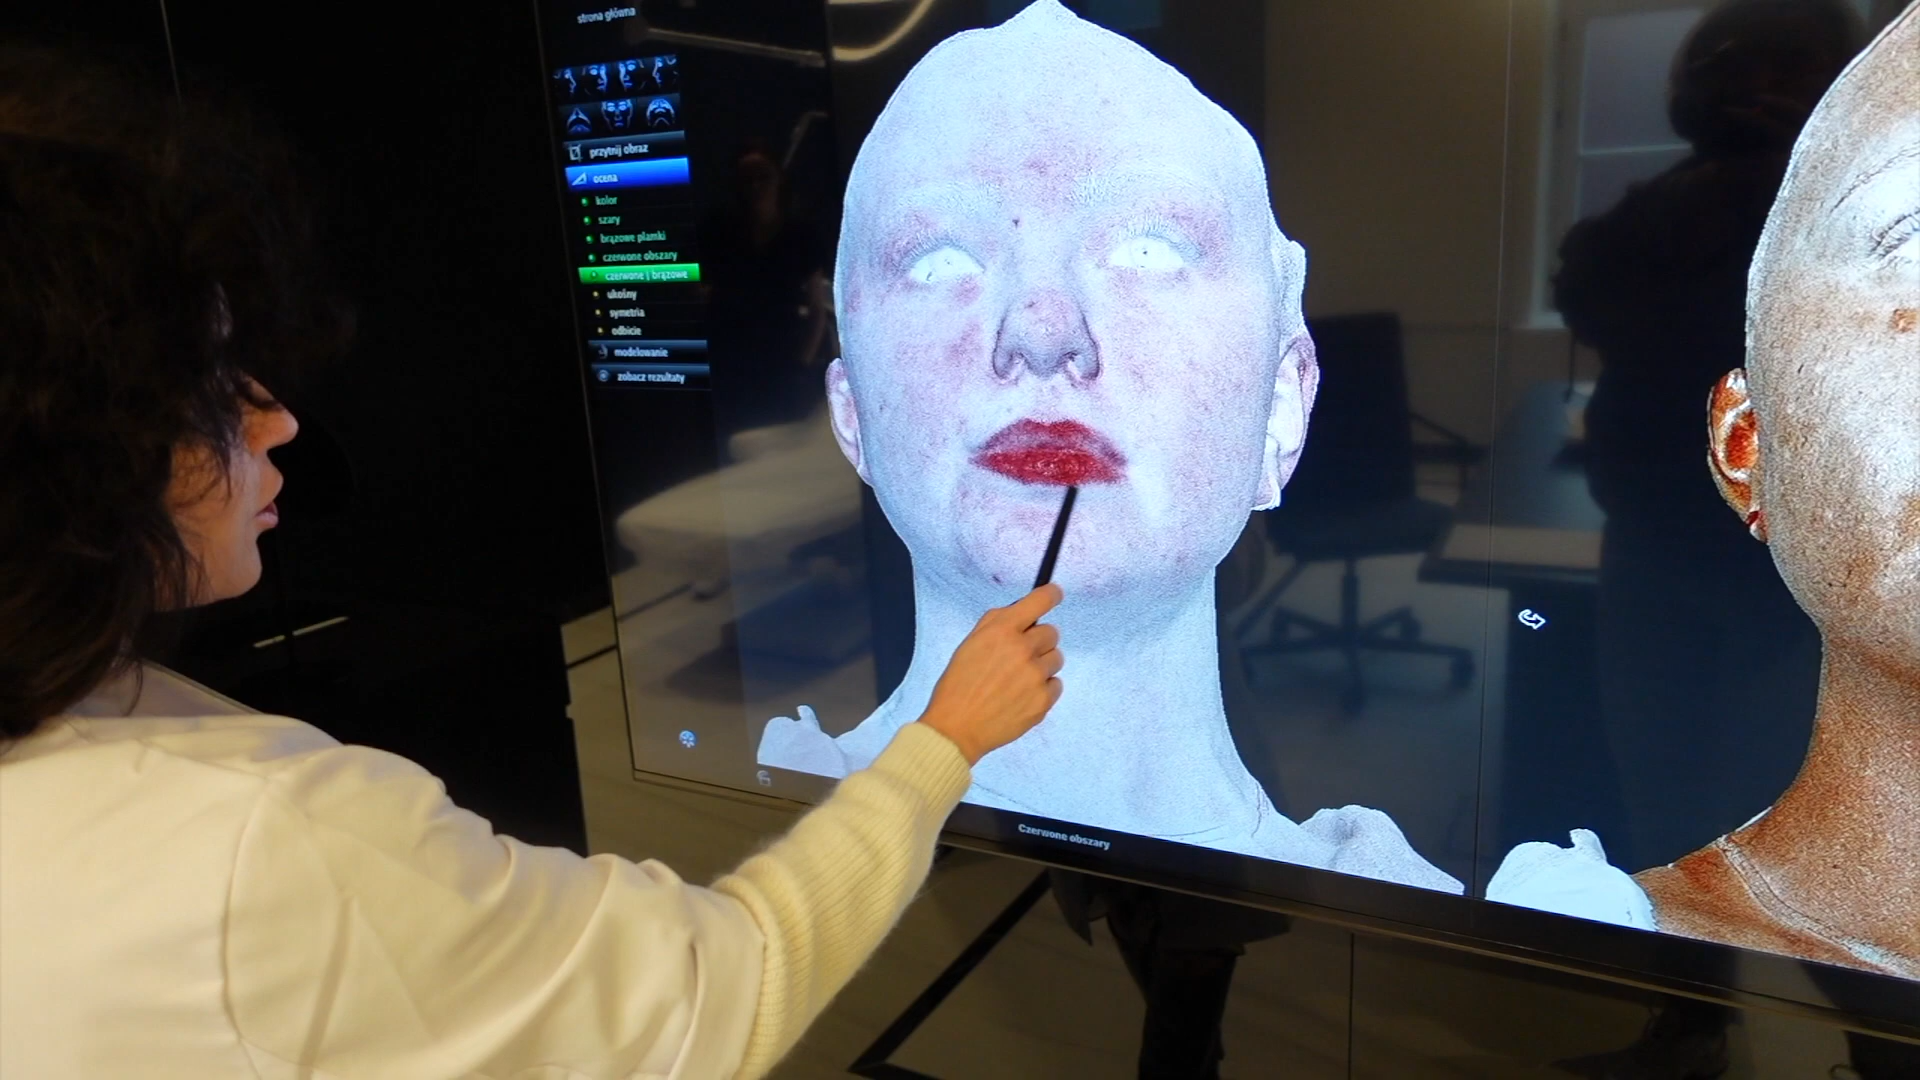 strona główna
przytnij obraz
ocena
kolor
szary
brązowe plamki
czerwone obszary
czerwone i brązowe
ukośny
symetria
odbicie
modelowanie
zobacz rezultaty
Czerwone obszary